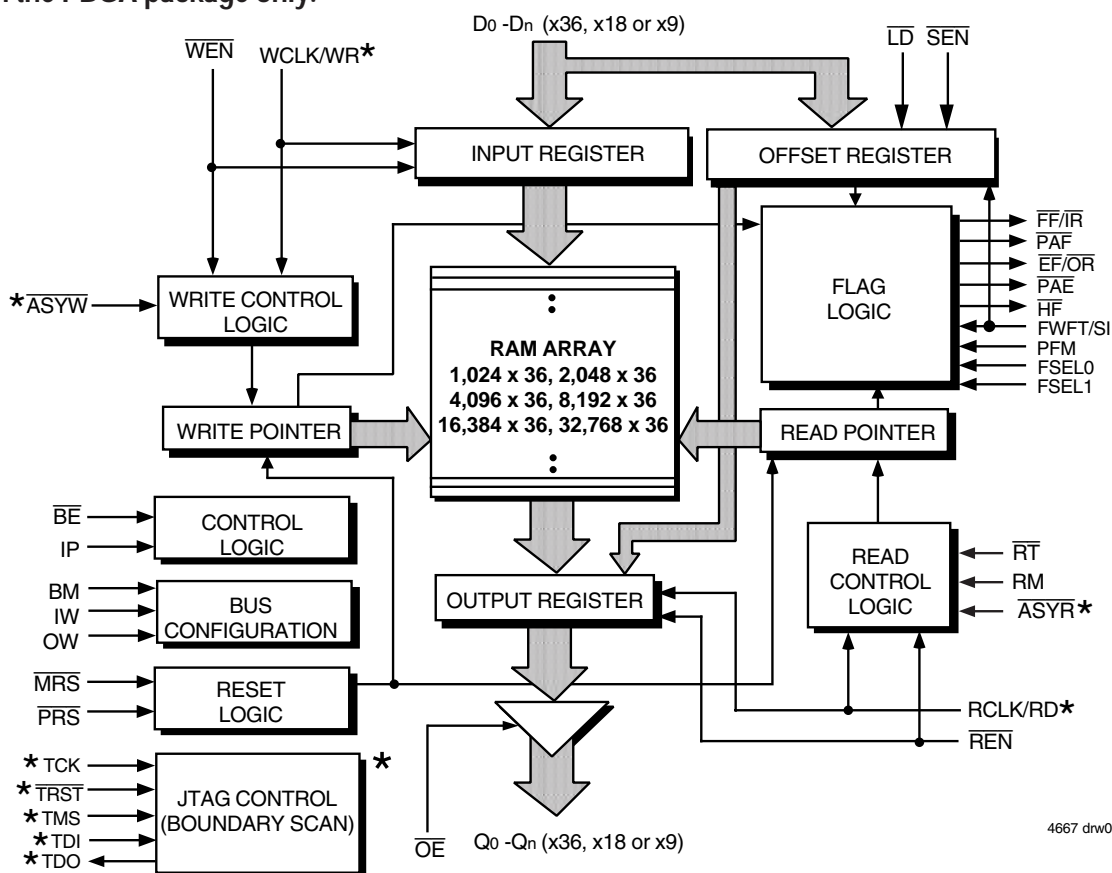 the PBGA package only.
D0 -Dn (x36, x18 or x9)
WEN
WCLK/WR*
LD
SEN
INPUT REGISTER
OFFSET REGISTER
FF/IR
PAF
EF/OR
PAE
HF
FWFT/SI
PFM
FSEL0
FSEL1
FLAG
LOGIC
*ASYW
WRITE CONTROL
LOGIC
RAM ARRAY
1,024 x 36, 2,048 x 36
4,096 x 36, 8,192 x 36
16,384 x 36, 32,768 x 36
WRITE POINTER
READ POINTER
BE
IP
CONTROL
LOGIC
READ
CONTROL
LOGIC
RT
RM
ASYR*
BM
IW
OW
BUS
CONFIGURATION
OUTPUT REGISTER
MRS
PRS
RESET
LOGIC
RCLK/RD*
REN
*TCK
*TRST
*TMS
*TDI
*TDO
JTAG CONTROL
(BOUNDARY SCAN)
*
OE
Q0 -Qn (x36, x18 or x9)
4667 drw0